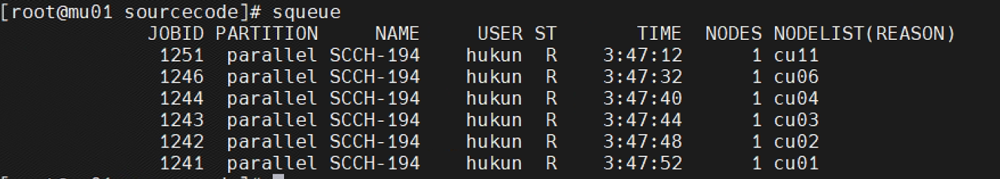 [root@mu01 sourcecode]# squeue
JOBID PARTITION NAME USER ST TIME NODES NODELIST(REASON)
1251 parallel SCCH-194 hukun R 3:47:12 1 cu11
1246 parallel SCCH-194 hukun R 3:47:32 1 cu06
1244 parallel SCCH-194 hukun R 3:47:40 1 cu04
1243 parallel SCCH-194 hukun R 3:47:44 1 cu03
1242 parallel SCCH-194 hukun R 3:47:48 1 cu02
1241 parallel SCCH-194 hukun R 3:47:52 1 cu01